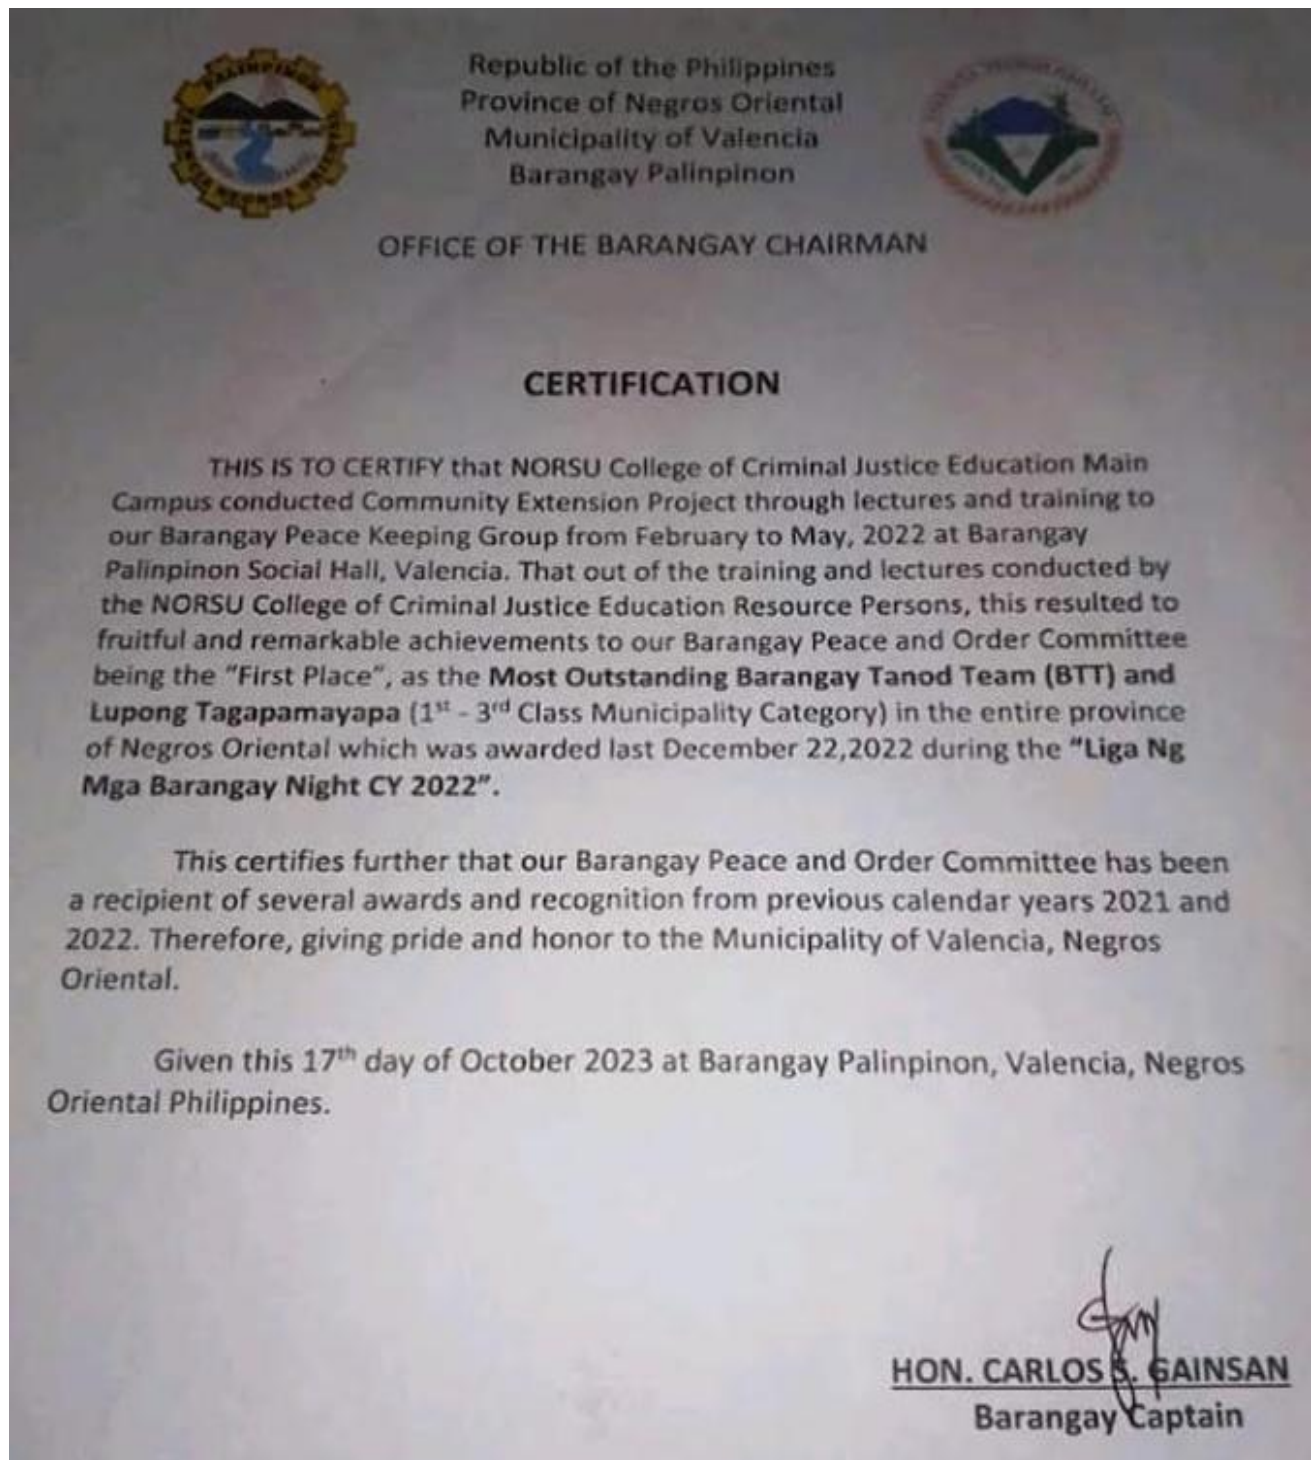 PALINPINON
Republic of the Philippines
Province of Negros Oriental
Municipality of Valencia
Barangay Palinpinon
OFFICE OF THE BARANGAY CHAIRMAN
CERTIFICATION
THIS IS TO CERTIFY that NORSU College of Criminal Justice Education Main
Campus conducted Community Extension Project through lectures and training to
our Barangay Peace Keeping Group from February to May, 2022 at Barangay
Palinpinon Social Hall, Valencia. That out of the training and lectures conducted by
the NORSU College of Criminal Justice Education Resource Persons, this resulted to
fruitful and remarkable achievements to our Barangay Peace and Order Committee
being the “First Place”, as the Most Outstanding Barangay Tanod Team (BTT) and
Lupong Tagapamayapa (1st - 3rd Class Municipality Category) in the entire province
of Negros Oriental which was awarded last December 22,2022 during the “Liga Ng
Mga Barangay Night CY 2022”.
This certifies further that our Barangay Peace and Order Committee has been
a recipient of several awards and recognition from previous calendar years 2021 and
2022. Therefore, giving pride and honor to the Municipality of Valencia, Negros
Oriental.
Given this 17th day of October 2023 at Barangay Palinpinon, Valencia, Negros
Oriental Philippines.
HON. CARLOS S. GAINSAN
Barangay Captain